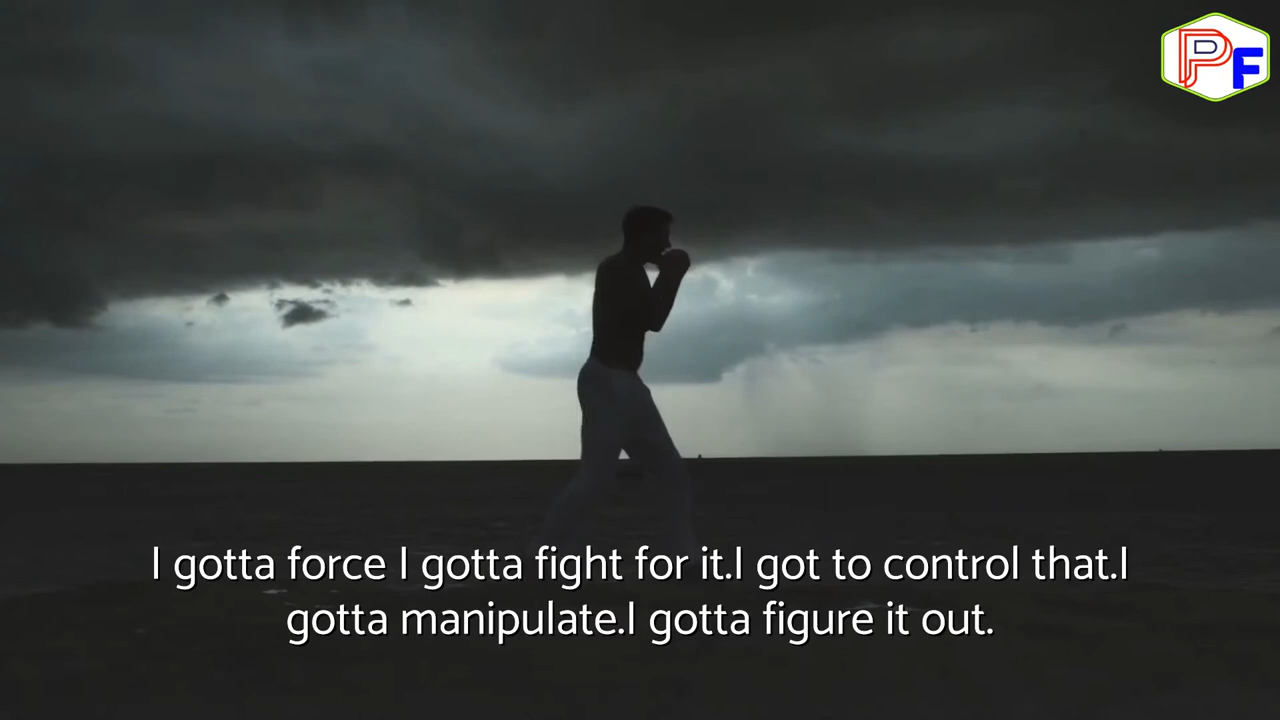 PF
I gotta force I gotta fight for it.I got to control that.I
gotta manipulate.I gotta figure it out.